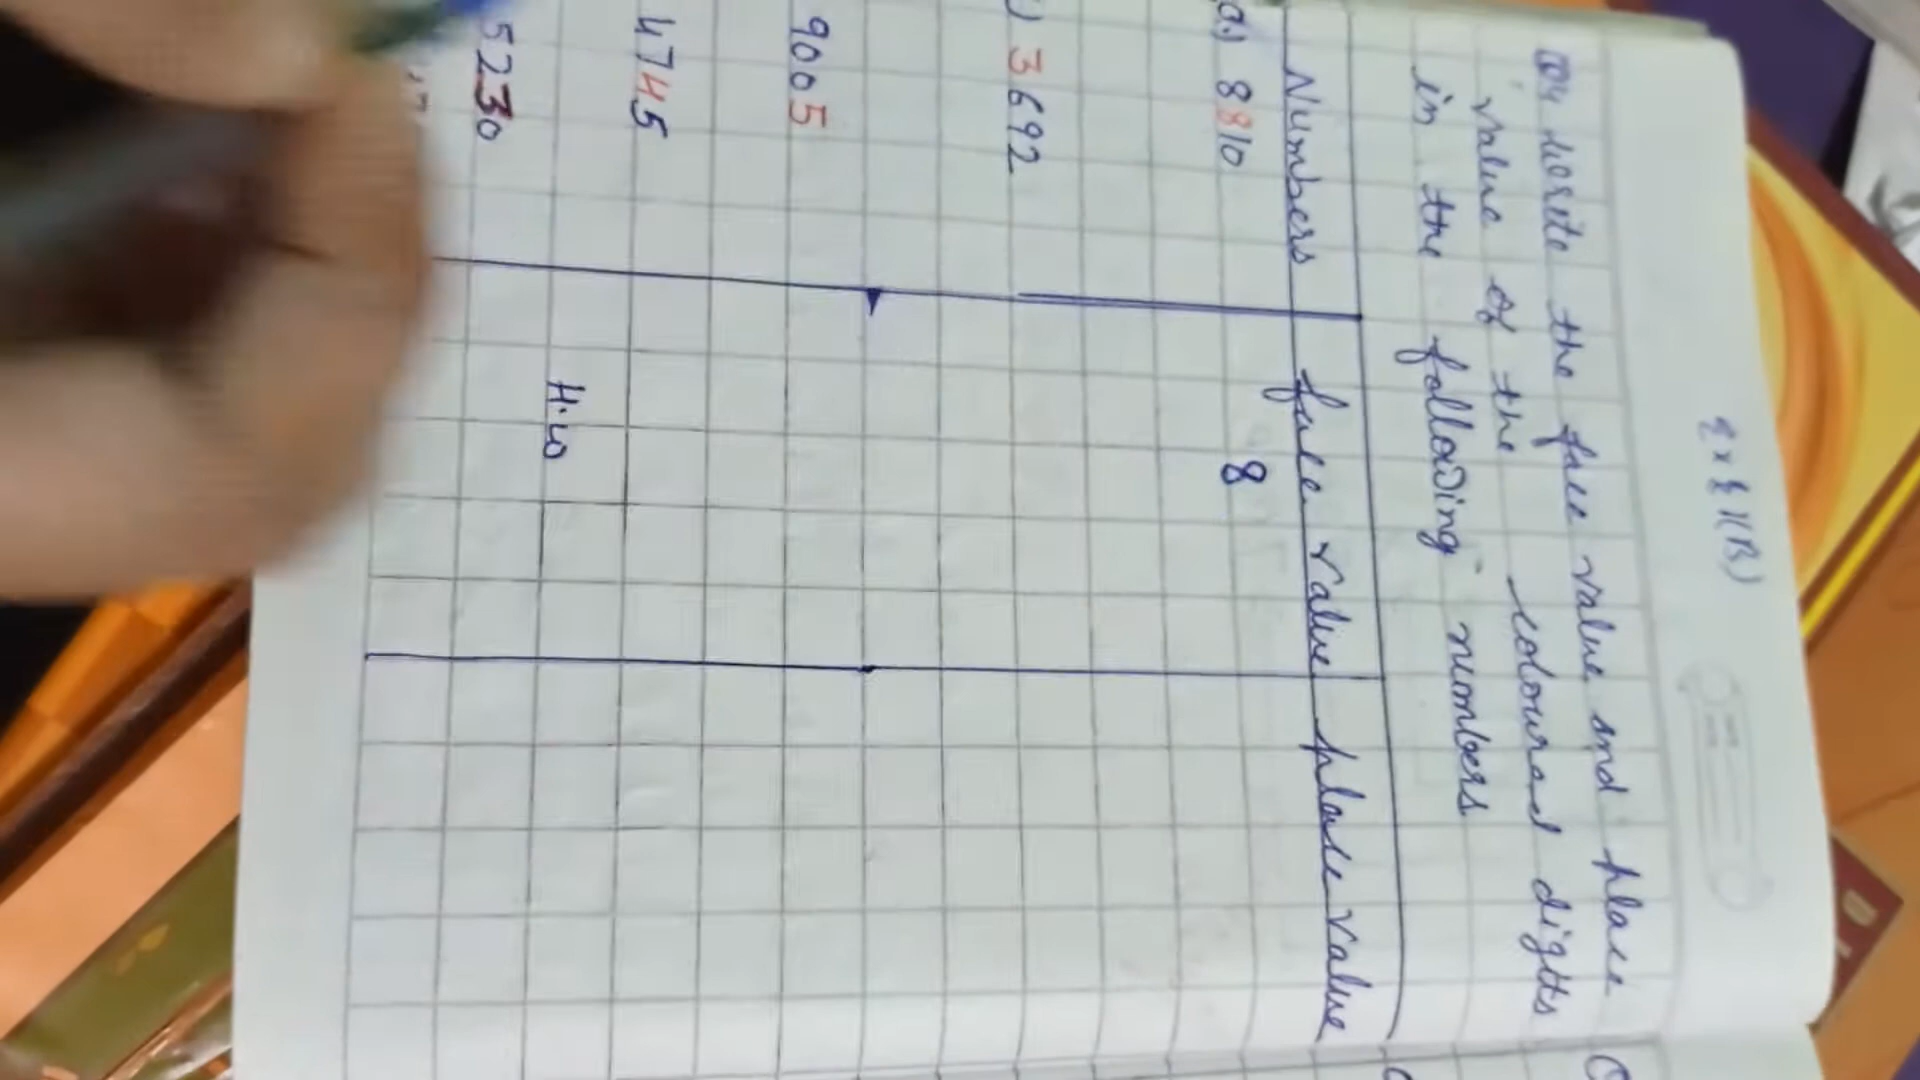 Ex 1(B)
Q4 Write the face value and place
value of the coloured digits
in the following numbers
Numbers face value place value
a.) 8810 8
) 3692
9005
4745
H.W
5230